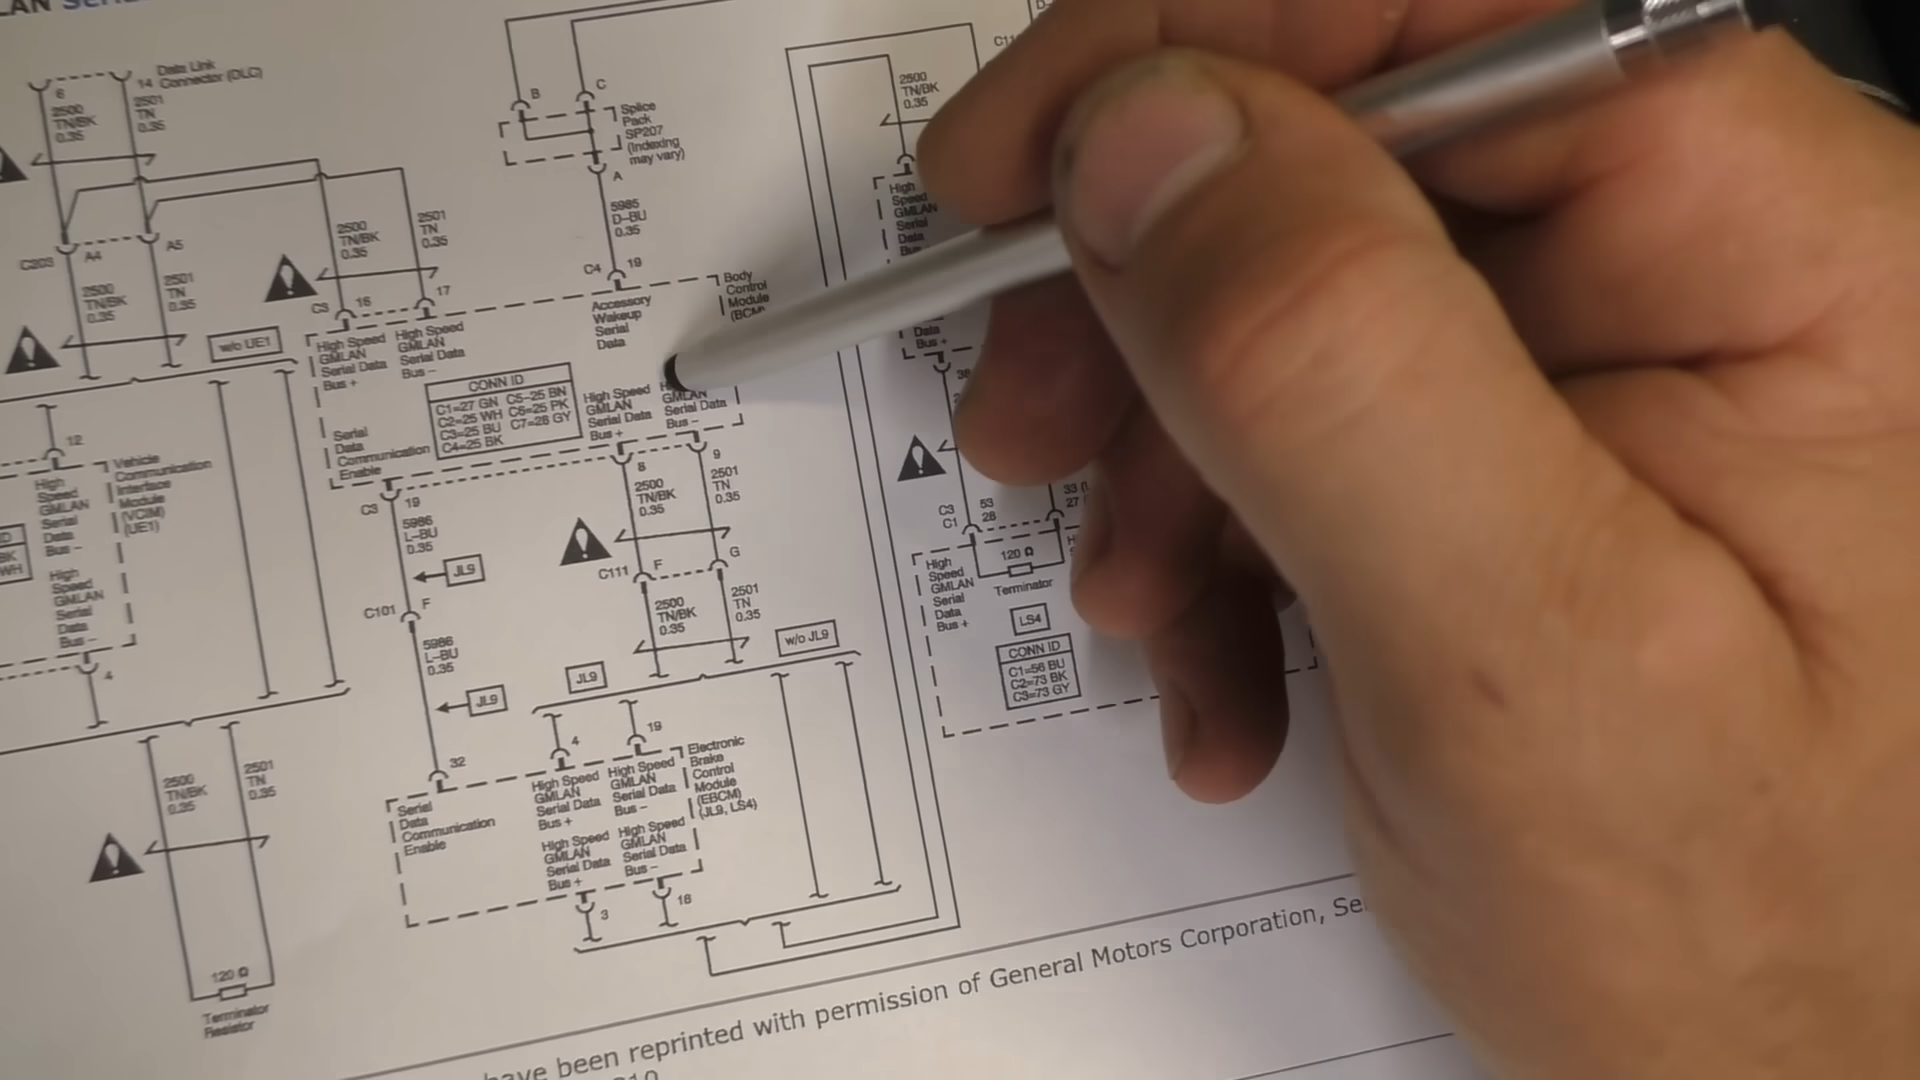 Data Link
Connector (DLC)
6
14
2500
TN/BK
0.35
2501
TN
0.35
C203
A4
A5
2500
TN/BK
0.35
2501
TN
0.35
w/o UE1
2500
TN/BK
0.35
2501
TN
0.35
C3
16
17
High Speed
GMLAN
Serial Data
Bus +
High Speed
GMLAN
Serial Data
Bus –
B
C
Splice
Pack
SP207
(Indexing
may vary)
A
5985
D–BU
0.35
C4
19
Accessory
Wakeup
Serial
Data
Body
Control
Module
CONN ID
C1=27 GN C5–25 BN
C2=25 WH C6=25 PK
C3=25 BU C7=28 GY
C4=25 BK
High Speed
GMLAN
Serial Data
Bus +
GMLAN
Serial Data
Bus –
Serial
Data
Communication
Enable
C3
19
5986
L–BU
0.35
JL9
C101
F
5986
L–BU
0.35
JL9
32
8
9
2500
TN/BK
0.35
2501
TN
0.35
C111
F
G
2500
TN/BK
0.35
2501
TN
0.35
JL9
w/o JL9
4
19
Electronic
Brake
Control
Module
(EBCM)
(JL9, LS4)
Serial
Data
Communication
Enable
High Speed
GMLAN
Serial Data
Bus +
High Speed
GMLAN
Serial Data
Bus –
High Speed
GMLAN
Serial Data
Bus +
High Speed
GMLAN
Serial Data
Bus –
3
18
12
Vehicle
Communication
Interface
Module
(VCIM)
(UE1)
High
Speed
GMLAN
Serial
Data
Bus –
High
Speed
GMLAN
Serial
Data
Bus –
WH
4
2500
TN/BK
0.35
2501
TN
0.35
120 Ω
Terminator
Resistor
2500
TN/BK
0.35
High
Speed
GMLAN
Serial
Data
Data
Bus +
C3
C1
53
28
33
27
High
Speed
GMLAN
Serial
Data
Bus +
120 Ω
Terminator
LS4
CONN ID
C1=56 BU
C2=73 BK
C3=73 GY
have been reprinted with permission of General Motors Corporation,